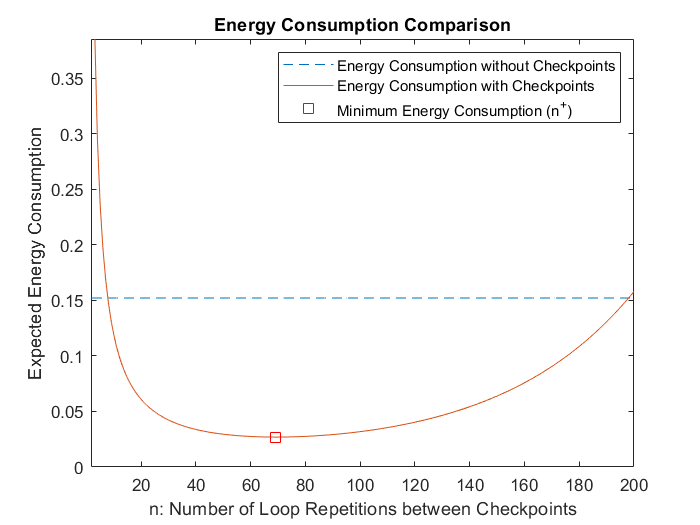 Energy Consumption Comparison
Energy Consumption without Checkpoints
Energy Consumption with Checkpoints
Minimum Energy Consumption (n⁺)
Expected Energy Consumption
0.35
0.3
0.25
0.2
0.15
0.1
0.05
0
20 40 60 80 100 120 140 160 180 200
n: Number of Loop Repetitions between Checkpoints